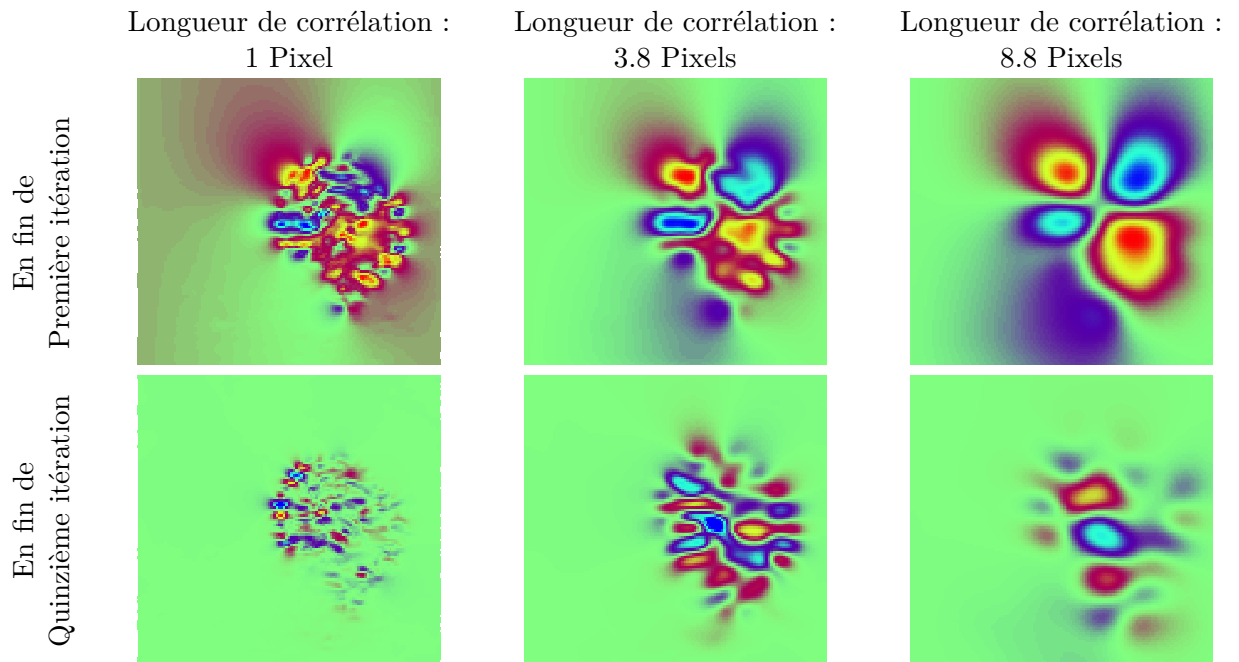 Longueur de corrélation :
1 Pixel
Longueur de corrélation :
3.8 Pixels
Longueur de corrélation :
8.8 Pixels
En fin de
Première itération
En fin de
Quinzième itération